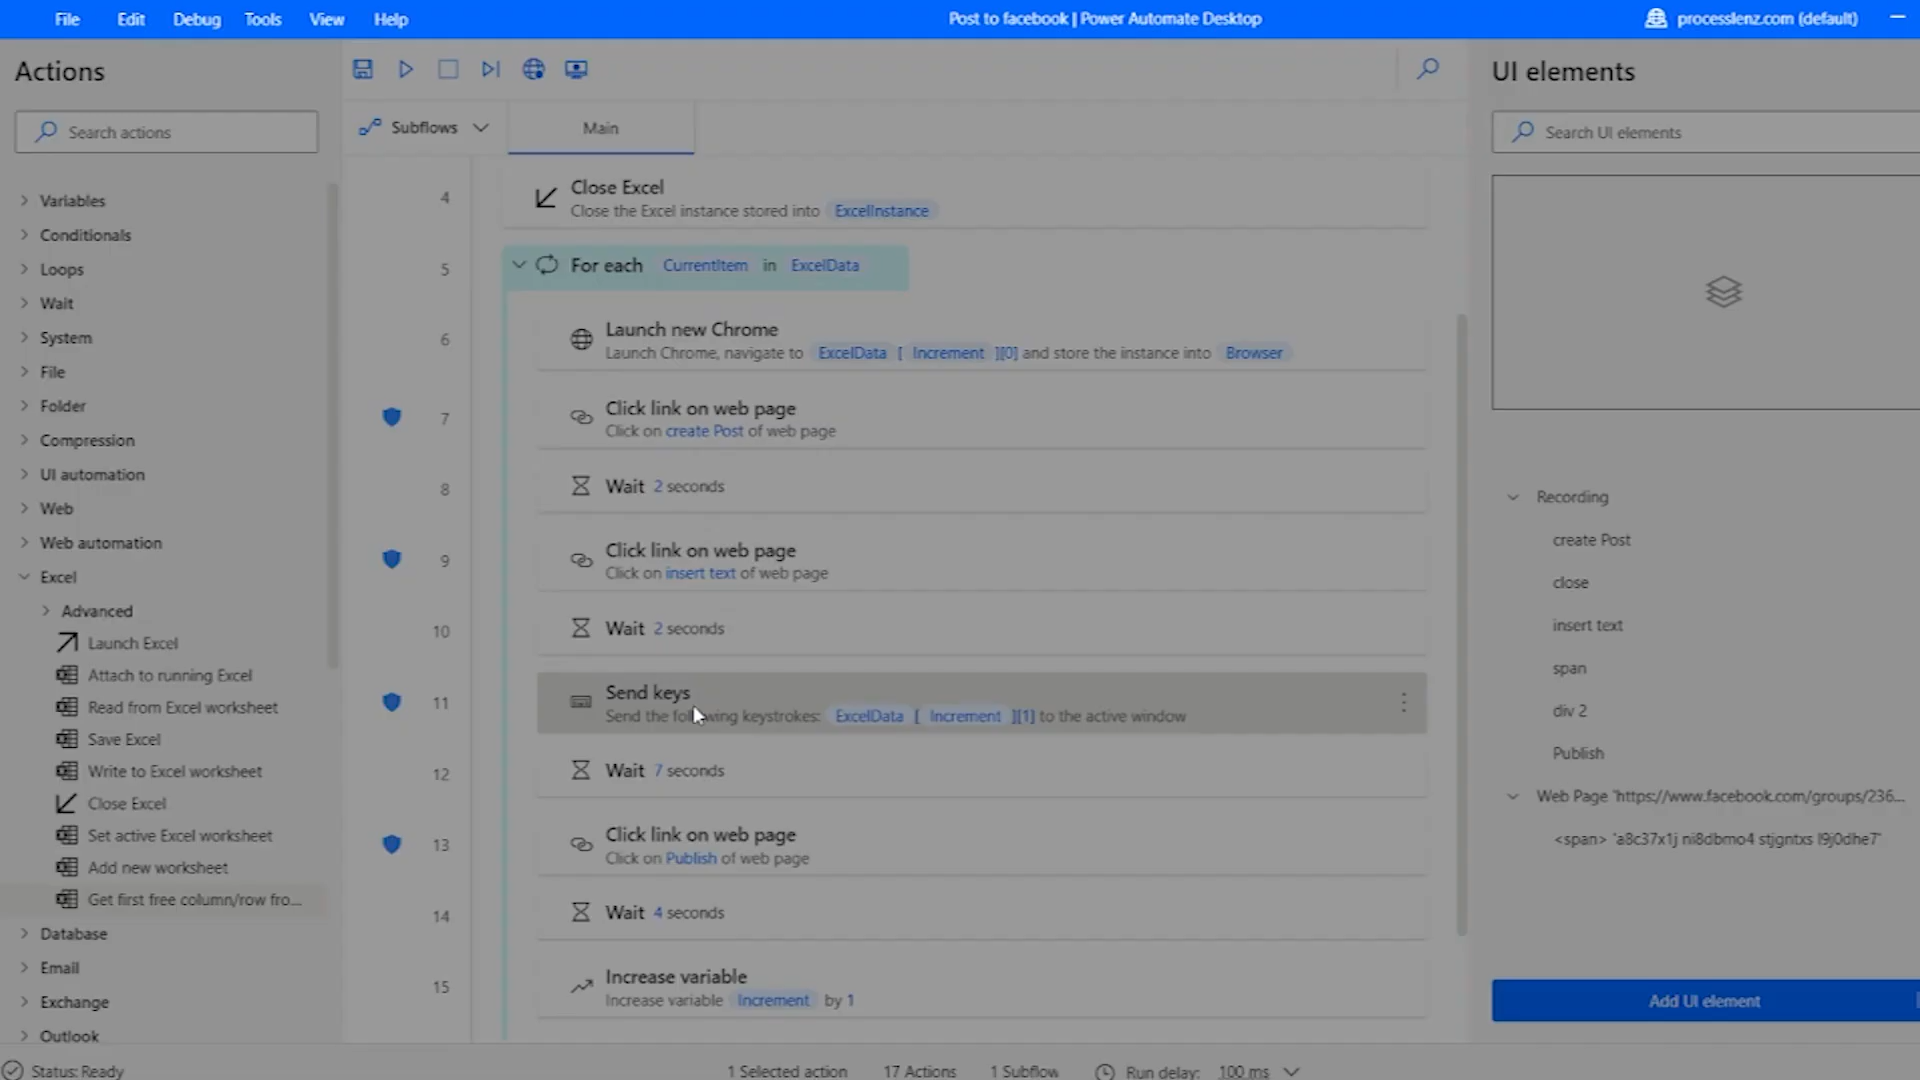 File Edit Debug Tools View Help
Post to facebook | Power Automate Desktop
processlenz.com (default)
Actions
Search actions
Variables
Conditionals
Loops
Wait
System
File
Folder
Compression
UI automation
Web
Web automation
Excel
Advanced
Launch Excel
Attach to running Excel
Read from Excel worksheet
Save Excel
Write to Excel worksheet
Close Excel
Set active Excel worksheet
Add new worksheet
Get first free column/row fro...
Database
Email
Exchange
Outlook
Subflows
Main
4 Close Excel
Close the Excel instance stored into ExcelInstance
5 For each CurrentItem in ExcelData
6 Launch new Chrome
Launch Chrome, navigate to ExcelData [ Increment ][0] and store the instance into Browser
7 Click link on web page
Click on create Post of web page
8 Wait 2 seconds
9 Click link on web page
Click on insert text of web page
10 Wait 2 seconds
11 Send keys
Send the following keystrokes: ExcelData [ Increment ][1] to the active window
12 Wait 7 seconds
13 Click link on web page
Click on Publish of web page
14 Wait 4 seconds
15 Increase variable
Increase variable Increment by 1
UI elements
Search UI elements
Recording
create Post
close
insert text
span
div 2
Publish
Web Page 'https://www.facebook.com/groups/236...
<span> 'a8c37x1j ni8dbmo4 stjgntxs l9j0dhe7'
Add UI element
Status: Ready
1 Selected action 17 Actions 1 Subflow Run delay: 100 ms